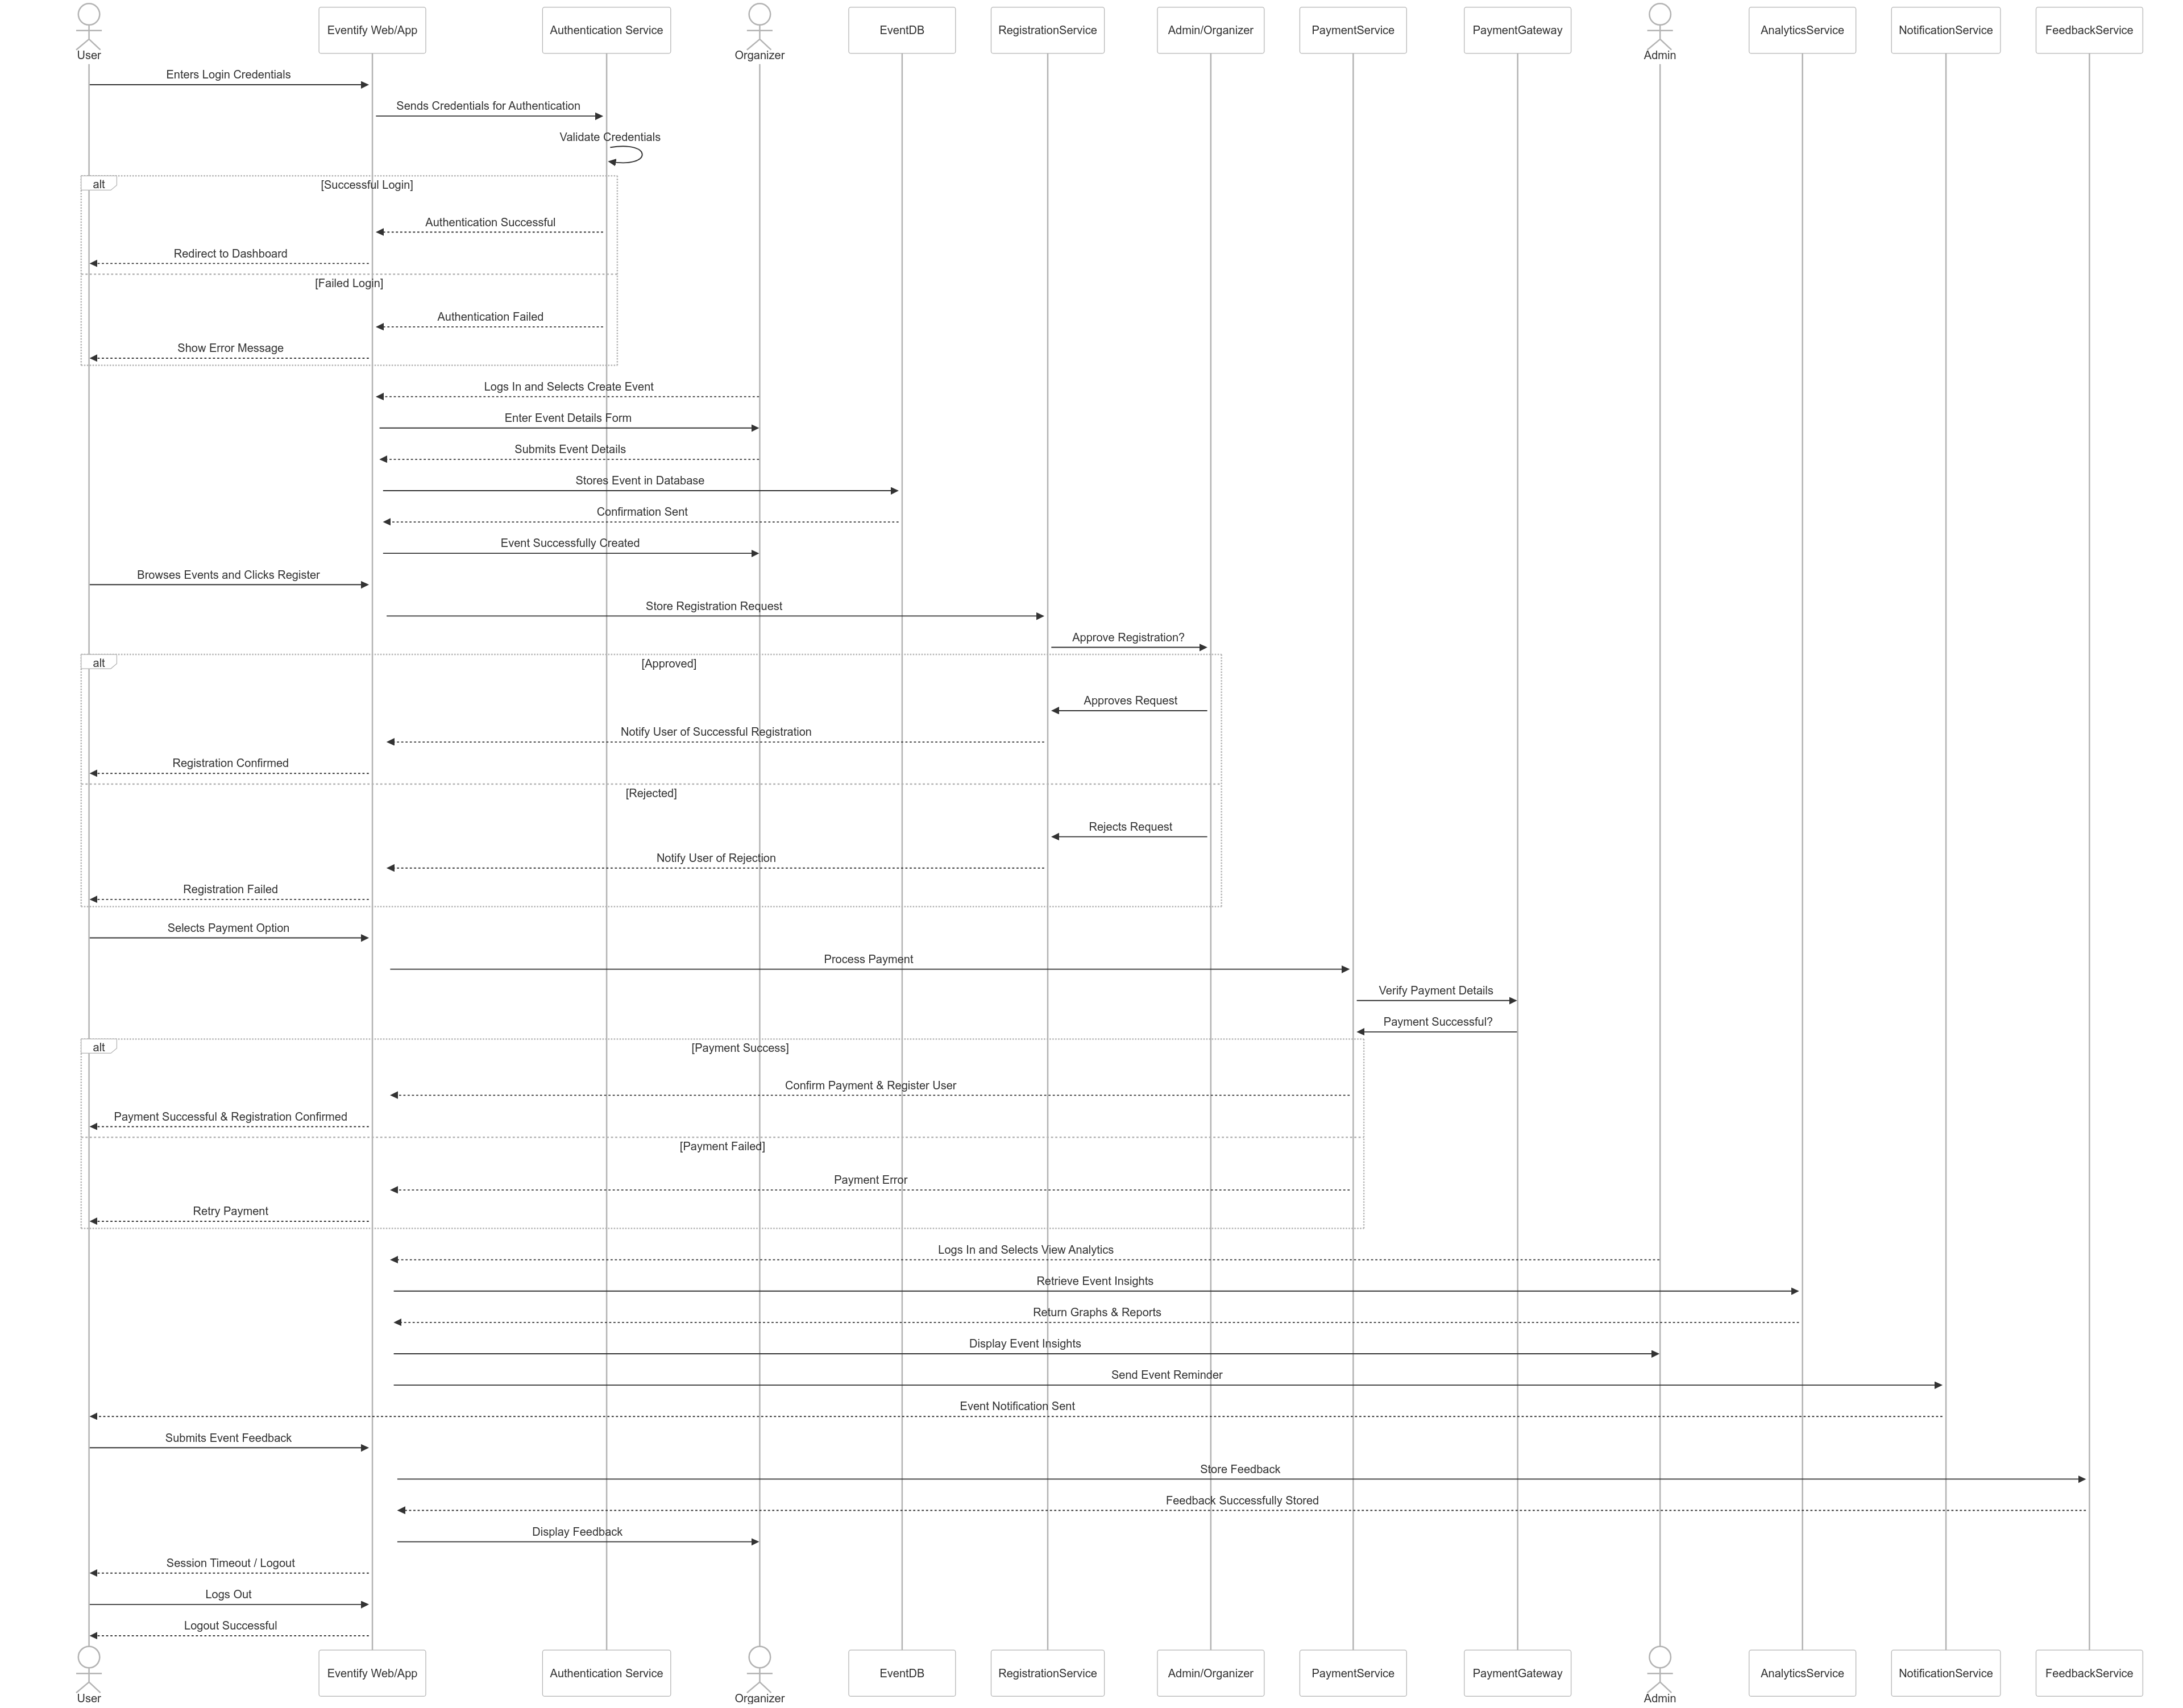 User
Eventify Web/App
Authentication Service
Organizer
EventDB
RegistrationService
Admin/Organizer
PaymentService
PaymentGateway
Admin
AnalyticsService
NotificationService
FeedbackService
Enters Login Credentials
Sends Credentials for Authentication
Validate Credentials
alt
[Successful Login]
Authentication Successful
Redirect to Dashboard
[Failed Login]
Authentication Failed
Show Error Message
Logs In and Selects Create Event
Enter Event Details Form
Submits Event Details
Stores Event in Database
Confirmation Sent
Event Successfully Created
Browses Events and Clicks Register
Store Registration Request
Approve Registration?
alt
[Approved]
Approves Request
Notify User of Successful Registration
Registration Confirmed
[Rejected]
Rejects Request
Notify User of Rejection
Registration Failed
Selects Payment Option
Process Payment
Verify Payment Details
Payment Successful?
alt
[Payment Success]
Confirm Payment & Register User
Payment Successful & Registration Confirmed
[Payment Failed]
Payment Error
Retry Payment
Logs In and Selects View Analytics
Retrieve Event Insights
Return Graphs & Reports
Display Event Insights
Send Event Reminder
Event Notification Sent
Submits Event Feedback
Store Feedback
Feedback Successfully Stored
Display Feedback
Session Timeout / Logout
Logs Out
Logout Successful
User
Eventify Web/App
Authentication Service
Organizer
EventDB
RegistrationService
Admin/Organizer
PaymentService
PaymentGateway
Admin
AnalyticsService
NotificationService
FeedbackService